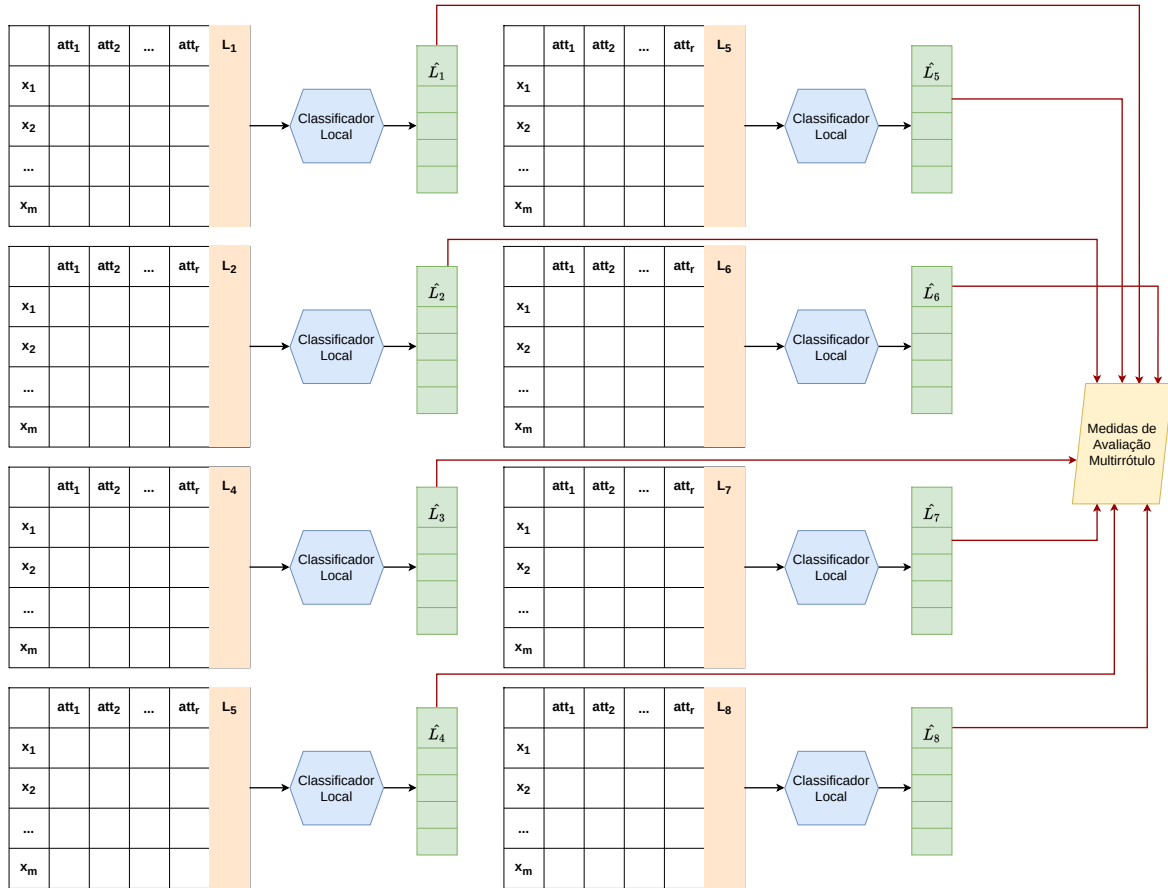 att₁ att₂ ... attᵣ L₁
x₁
x₂
...
xₘ
Classificador
Local
L̂₁
att₁ att₂ ... attᵣ L₅
x₁
x₂
...
xₘ
Classificador
Local
L̂₅
att₁ att₂ ... attᵣ L₂
x₁
x₂
...
xₘ
Classificador
Local
L̂₂
att₁ att₂ ... attᵣ L₆
x₁
x₂
...
xₘ
Classificador
Local
L̂₆
att₁ att₂ ... attᵣ L₄
x₁
x₂
...
xₘ
Classificador
Local
L̂₃
att₁ att₂ ... attᵣ L₇
x₁
x₂
...
xₘ
Classificador
Local
L̂₇
att₁ att₂ ... attᵣ L₅
x₁
x₂
...
xₘ
Classificador
Local
L̂₄
att₁ att₂ ... attᵣ L₈
x₁
x₂
...
xₘ
Classificador
Local
L̂₈
Medidas de
Avaliação
Multirrótulo